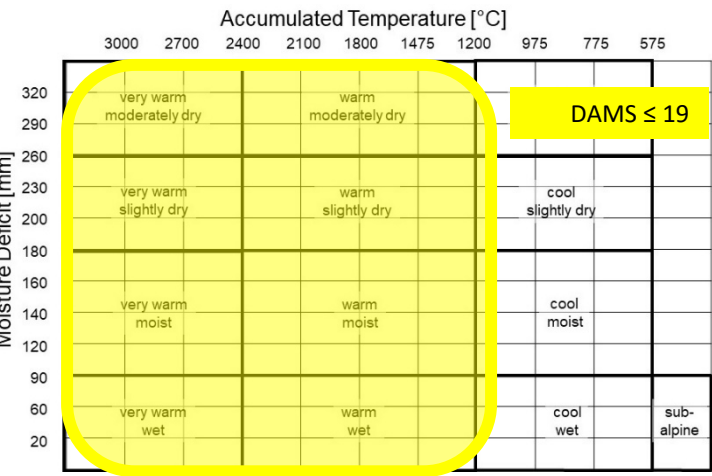 Accumulated Temperature [°C]
3000 2700 2400 2100 1800 1475 1200 975 775 575
Moisture Deficit [mm]
320
290
260
230
200
180
160
140
120
90
60
20
very warm
moderately dry
warm
moderately dry
DAMS ≤ 19
very warm
slightly dry
warm
slightly dry
cool
slightly dry
very warm
moist
warm
moist
cool
moist
very warm
wet
warm
wet
cool
wet
sub-
alpine